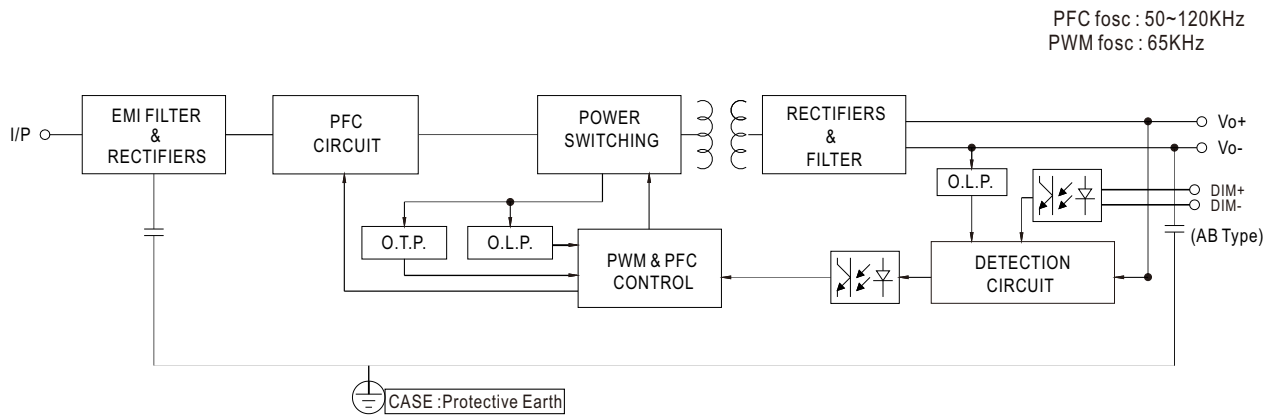 PFC fosc : 50~120KHz
PWM fosc : 65KHz
I/P
EMI FILTER
&
RECTIFIERS
PFC
CIRCUIT
POWER
SWITCHING
RECTIFIERS
&
FILTER
Vo+
Vo-
DIM+
DIM-
(AB Type)
O.L.P.
O.T.P.
O.L.P.
PWM & PFC
CONTROL
DETECTION
CIRCUIT
CASE :Protective Earth